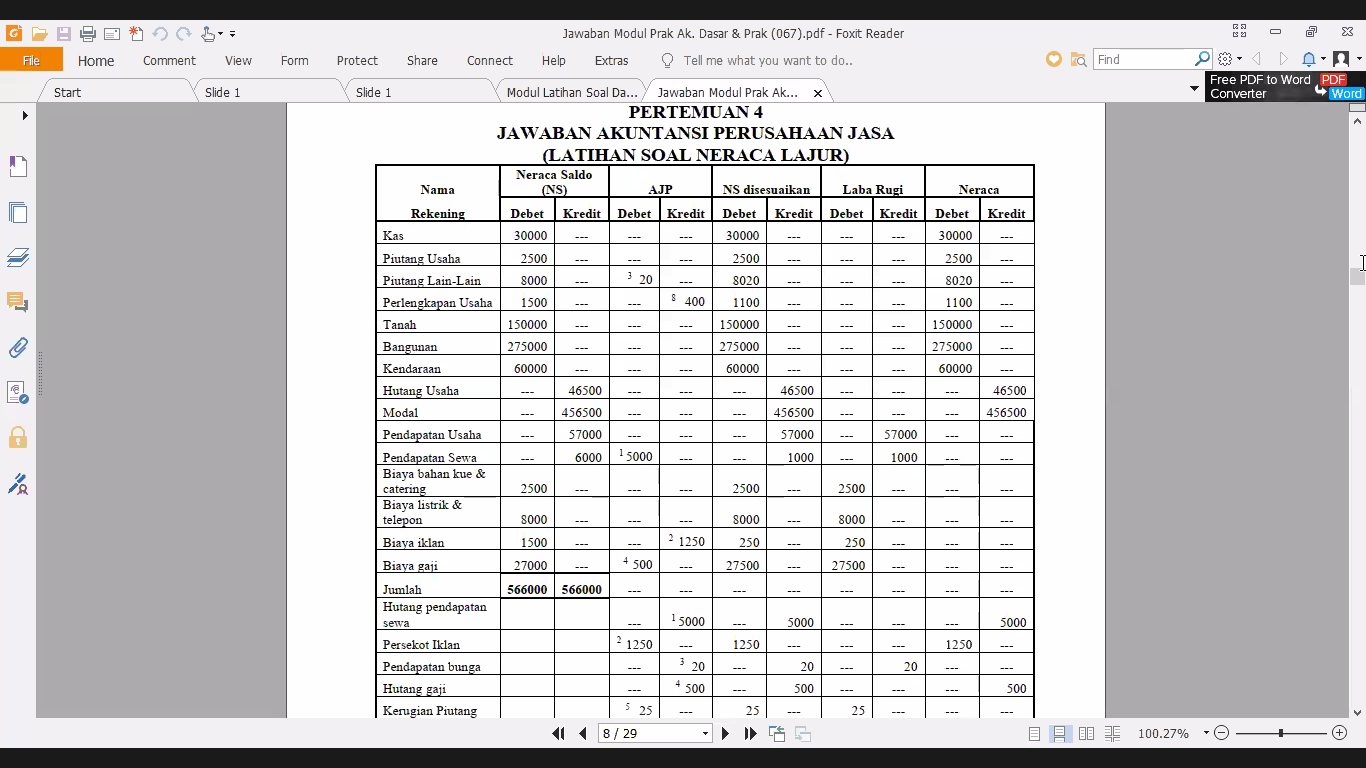 Jawaban Modul Prak Ak. Dasar & Prak (067).pdf - Foxit Reader
File Home Comment View Form Protect Share Connect Help Extras Tell me what you want to do.. Find
Start Slide 1 Slide 1 Modul Latihan Soal Da... Jawaban Modul Prak Ak...
Free PDF to Word PDF
Converter Word
PERTEMUAN 4
JAWABAN AKUNTANSI PERUSAHAAN JASA
(LATIHAN SOAL NERACA LAJUR)
Nama Rekening Neraca Saldo (NS) AJP NS disesuaikan Laba Rugi Neraca
Debet Kredit Debet Kredit Debet Kredit Debet Kredit Debet Kredit
Kas 30000 --- --- --- 30000 --- --- --- 30000 ---
Piutang Usaha 2500 --- --- --- 2500 --- --- --- 2500 ---
Piutang Lain-Lain 8000 --- 3 20 --- 8020 --- --- --- 8020 ---
Perlengkapan Usaha 1500 --- --- 8 400 1100 --- --- --- 1100 ---
Tanah 150000 --- --- --- 150000 --- --- --- 150000 ---
Bangunan 275000 --- --- --- 275000 --- --- --- 275000 ---
Kendaraan 60000 --- --- --- 60000 --- --- --- 60000 ---
Hutang Usaha --- 46500 --- --- --- 46500 --- --- --- 46500
Modal --- 456500 --- --- --- 456500 --- --- --- 456500
Pendapatan Usaha --- 57000 --- --- --- 57000 --- 57000 --- ---
Pendapatan Sewa --- 6000 1 5000 --- --- 1000 --- 1000 --- ---
Biaya bahan kue &
catering 2500 --- --- --- 2500 --- 2500 --- --- ---
Biaya listrik &
telepon 8000 --- --- --- 8000 --- 8000 --- --- ---
Biaya iklan 1500 --- --- 2 1250 250 --- 250 --- --- ---
Biaya gaji 27000 --- 4 500 --- 27500 --- 27500 --- --- ---
Jumlah 566000 566000 --- --- --- --- --- --- --- ---
Hutang pendapatan
sewa --- 1 5000 --- 5000 --- --- --- 5000
Persekot Iklan 2 1250 --- 1250 --- --- --- 1250 ---
Pendapatan bunga --- 3 20 --- 20 --- 20 --- ---
Hutang gaji --- 4 500 --- 500 --- --- --- 500
Kerugian Piutang 5 25 --- 25 --- 25 --- --- ---
8 / 29 100.27%